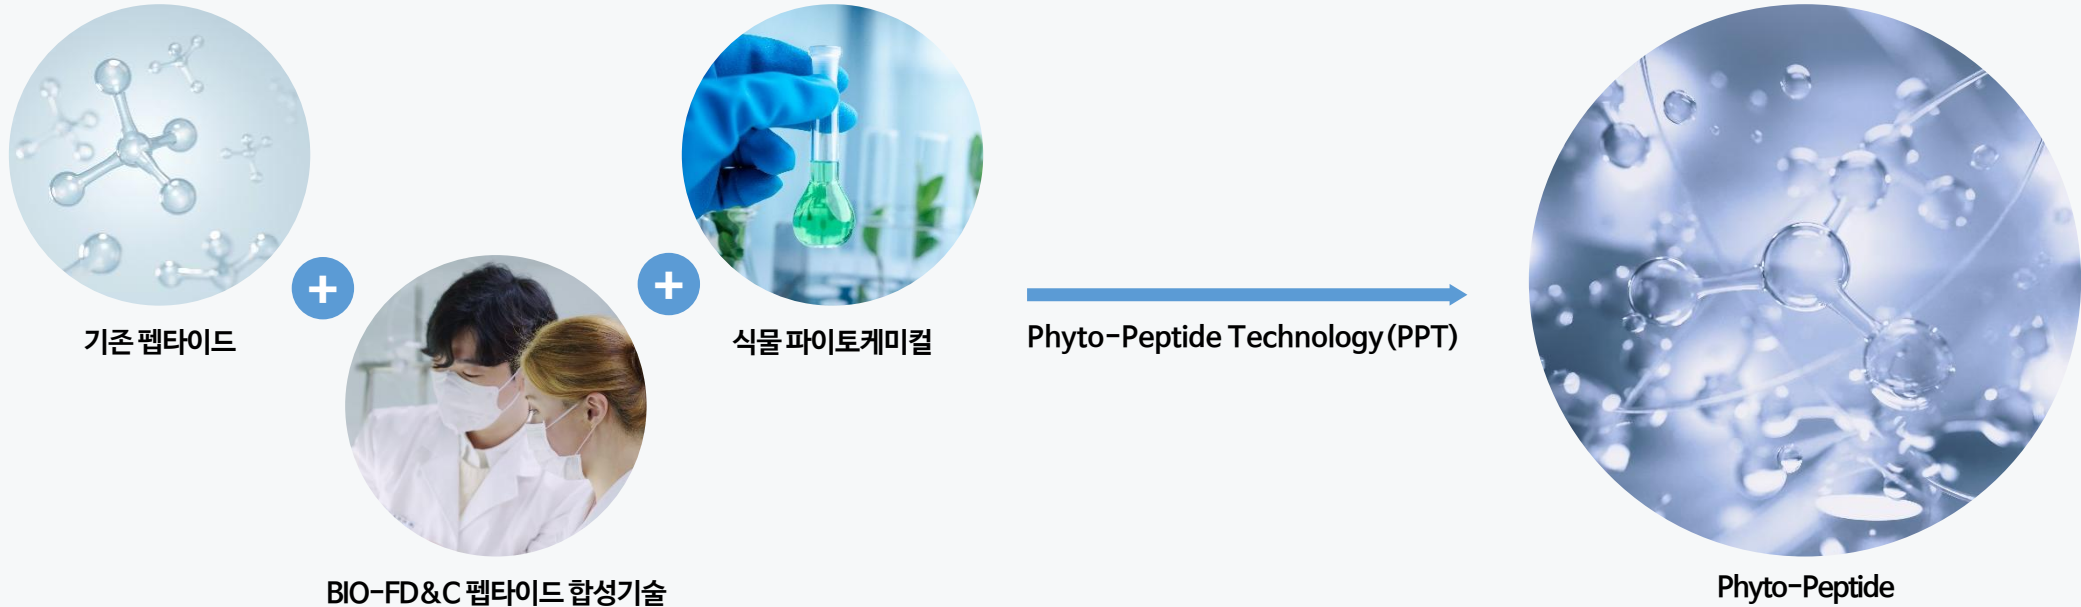 기존 펩타이드
+
BIO-FD&C 펩타이드 합성기술
+
식물 파이토케미컬
Phyto-Peptide Technology(PPT)
Phyto-Peptide